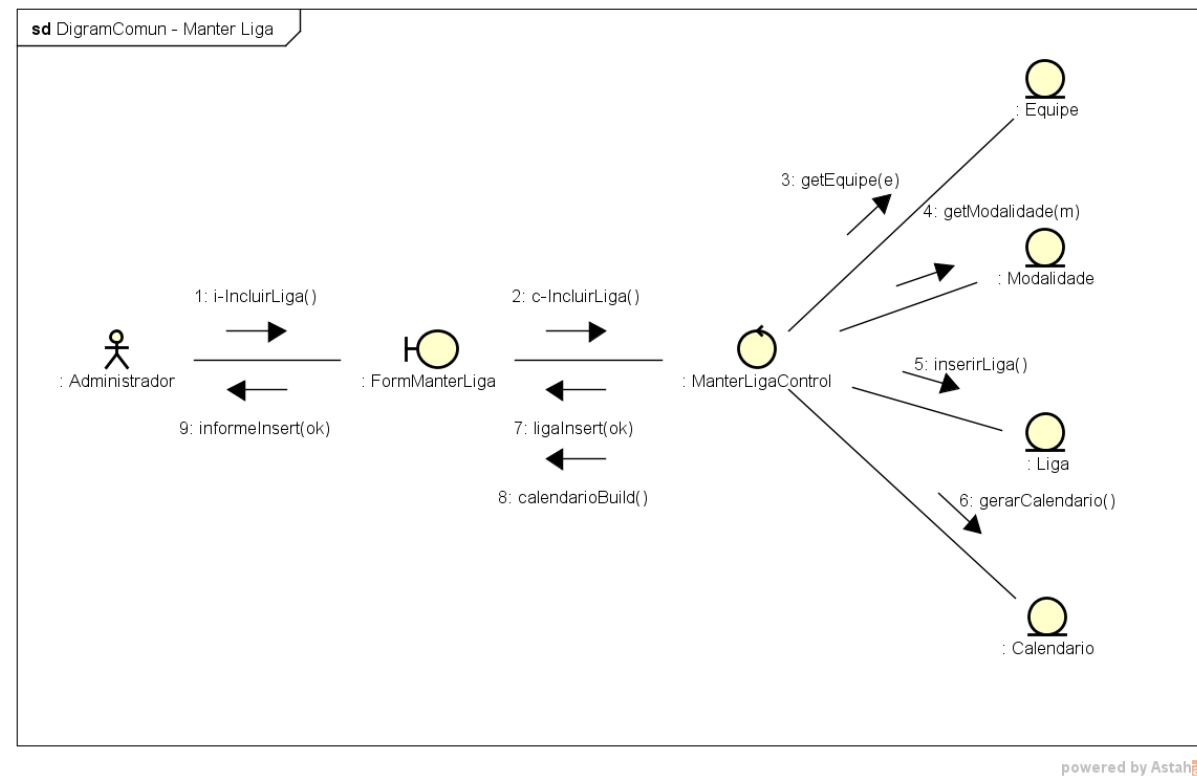 sd DigramComun - Manter Liga
: Equipe
3: getEquipe(e)
4: getModalidade(m)
: Modalidade
1: i-IncluirLiga()
2: c-IncluirLiga()
: Administrador
: FormManterLiga
: ManterLigaControl
5: inserirLiga()
9: informeInsert(ok)
7: ligaInsert(ok)
: Liga
8: calendarioBuild()
6: gerarCalendario()
: Calendario
powered by Astah